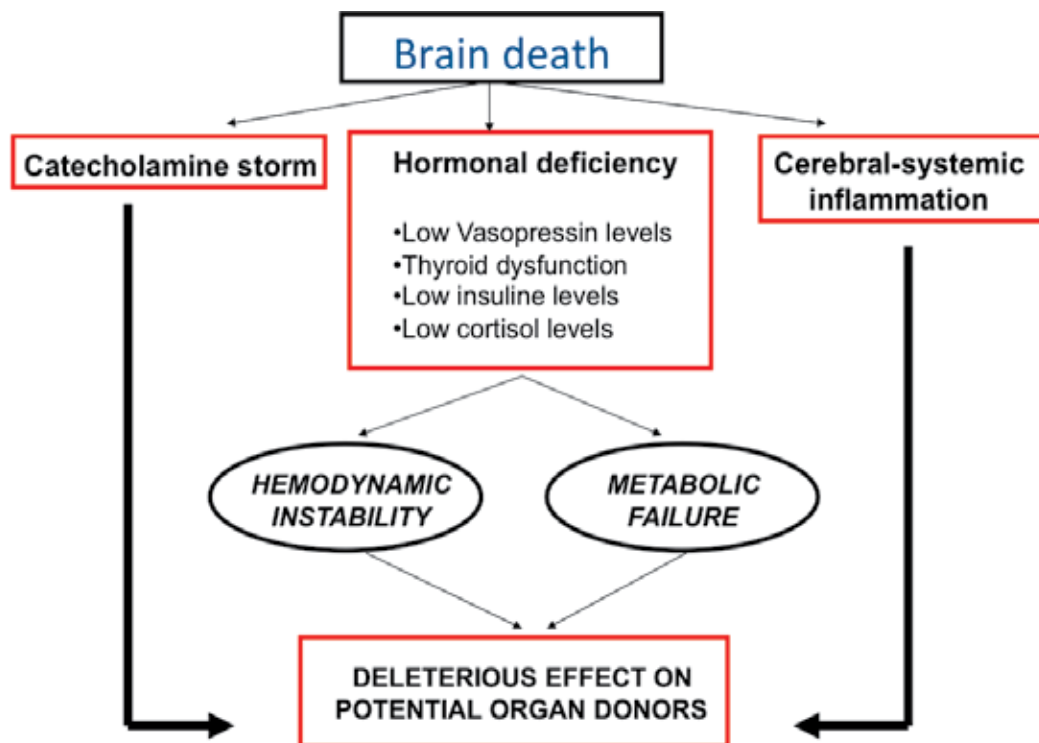 Brain death
Catecholamine storm
Hormonal deficiency
•Low Vasopressin levels
•Thyroid dysfunction
•Low insuline levels
•Low cortisol levels
Cerebral-systemic
inflammation
HEMODYNAMIC
INSTABILITY
METABOLIC
FAILURE
DELETERIOUS EFFECT ON
POTENTIAL ORGAN DONORS